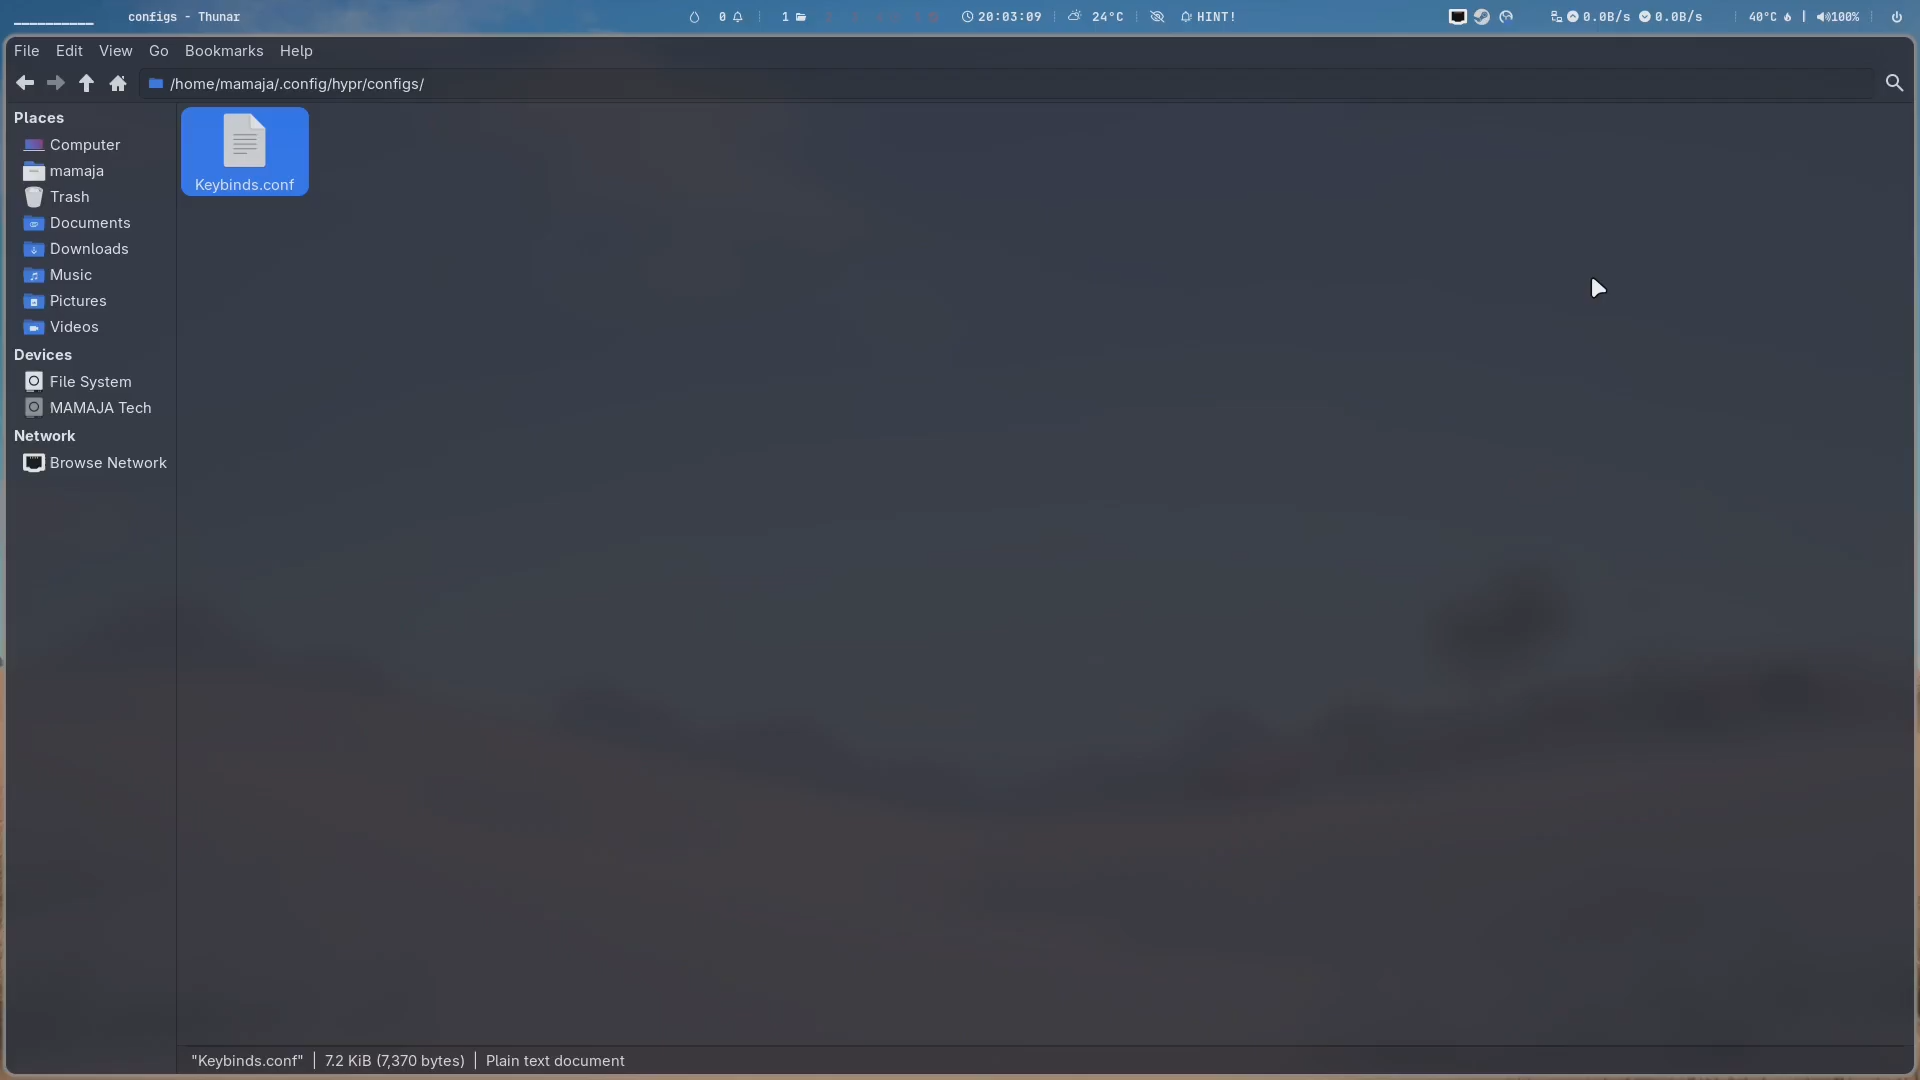 configs - Thunar
0
1
20:03:09
24°C
HINT!
0.0B/s
0.0B/s
40°C
100%
File Edit View Go Bookmarks Help
/home/mamaja/.config/hypr/configs/
Places
Computer
mamaja
Trash
Documents
Downloads
Music
Pictures
Videos
Devices
File System
MAMAJA Tech
Network
Browse Network
Keybinds.conf
"Keybinds.conf" | 7.2 KiB (7,370 bytes) | Plain text document